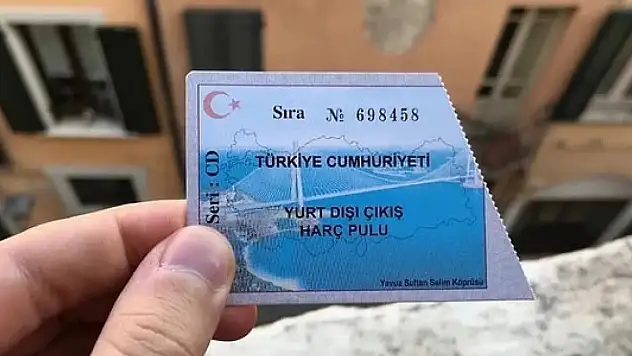 Sıra № 698458
Seri : CD
TÜRKİYE CUMHURİYETİ
YURT DIŞI ÇIKIŞ
HARÇ PULU
Yavuz Sultan Selim Köprüsü